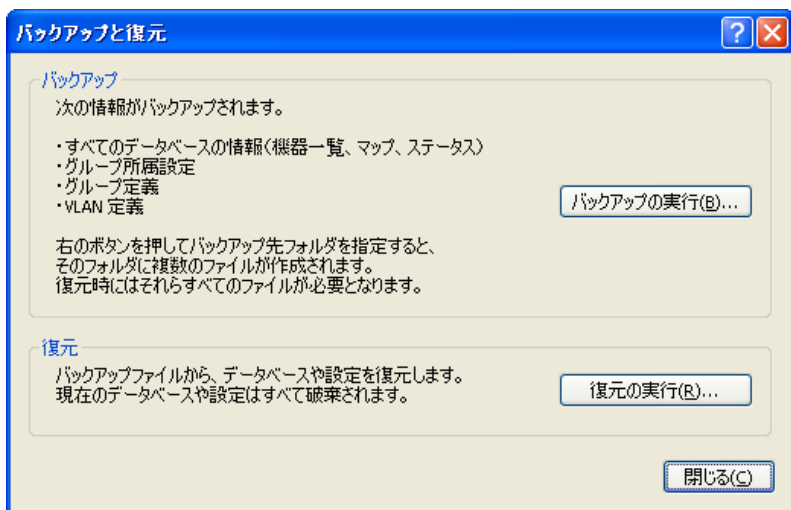 バックアップと復元
バックアップ
次の情報がバックアップされます。
・すべてのデータベースの情報(機器一覧、マップ、ステータス)
・グループ所属設定
・グループ定義
・VLAN 定義
バックアップの実行(B)...
右のボタンを押してバックアップ先フォルダを指定すると、
そのフォルダに複数のファイルが作成されます。
復元時にはそれらすべてのファイルが必要となります。
復元
バックアップファイルから、データベースや設定を復元します。
現在のデータベースや設定はすべて破棄されます。
復元の実行(R)...
閉じる(C)